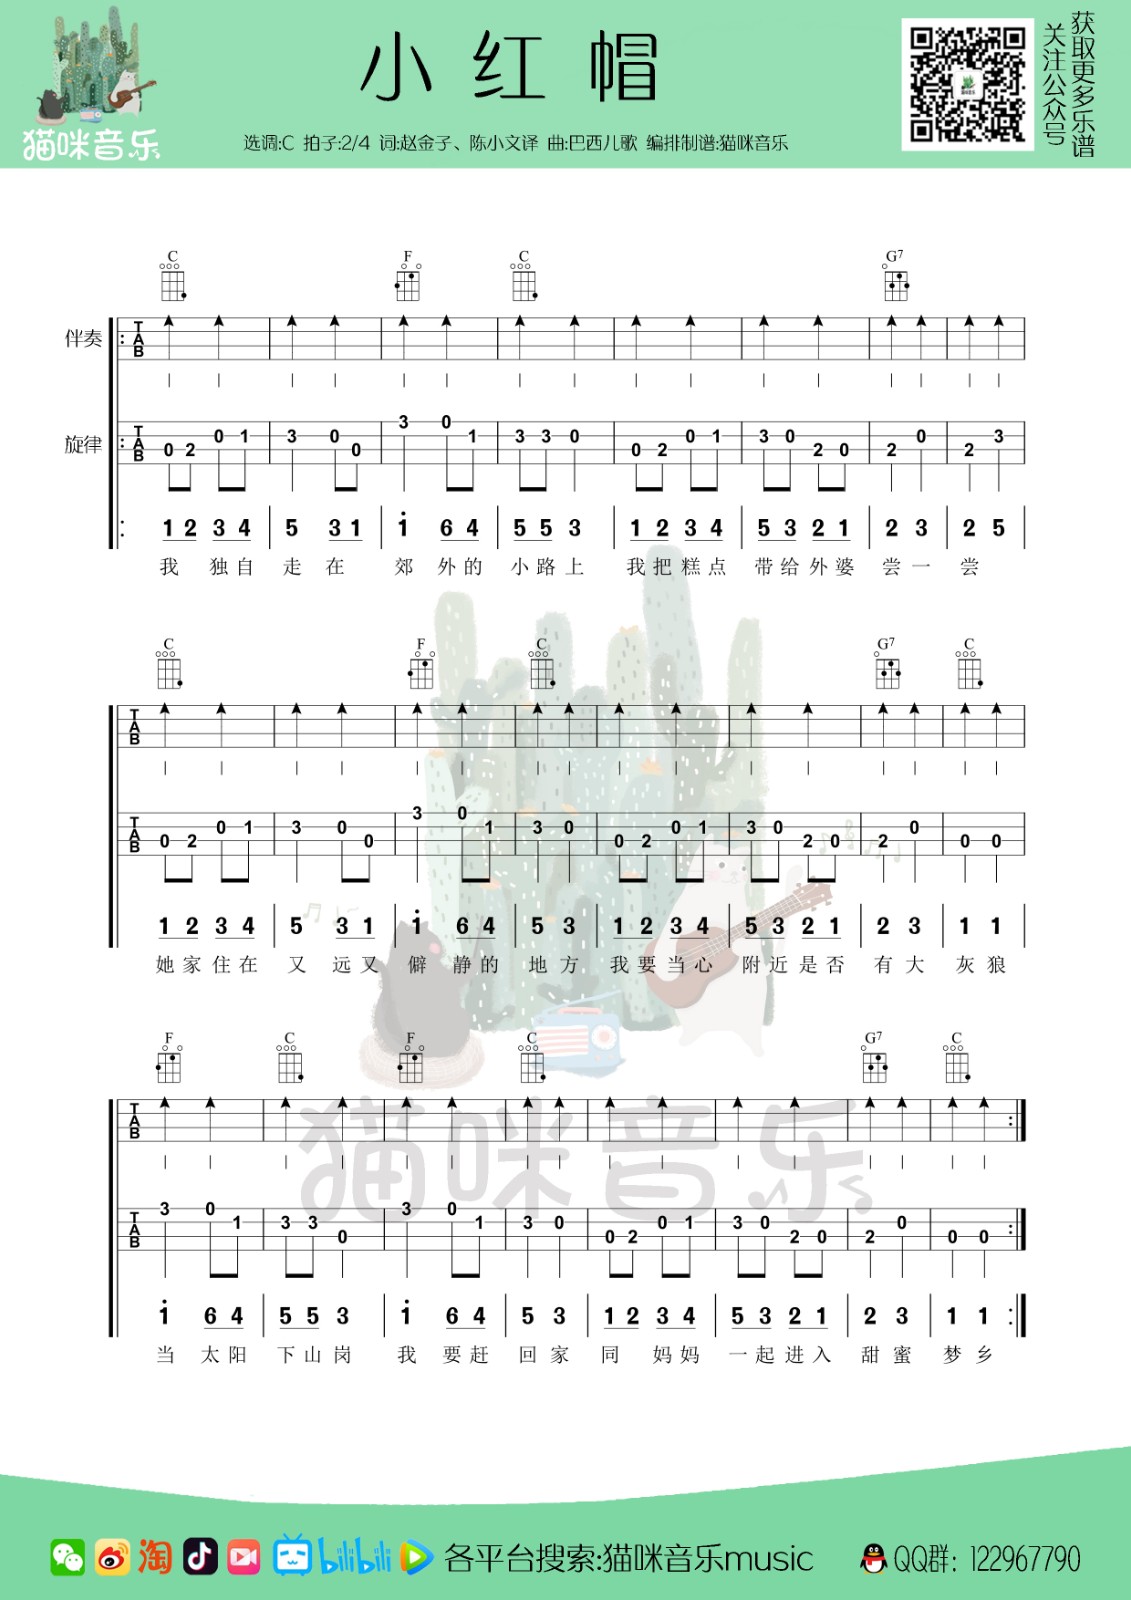 猫咪音乐
小红帽
选调:C 拍子:2/4 词:赵金子、陈小文译 曲:巴西儿歌 编排制谱:猫咪音乐
获取更多乐谱
关注公众号
C F C G7
伴奏 TAB
旋律 TAB
3 0
0 1 3 0 1 3 3 0 0 1 3 0 0 3
0 2 0 0 2 2 0 2 2
1 2 3 4 5 3 1 i 6 4 5 5 3 1 2 3 4 5 3 2 1 2 3 2 5
我 独自 走在 郊 外的 小路上 我把糕点 带给外婆 尝一 尝
C F C G7 C
TAB
TAB
3 0
0 1 3 0 1 3 0 0 1 3 0 0
0 2 0 0 2 2 0 2 0 0
1 2 3 4 5 3 1 i 6 4 5 3 1 2 3 4 5 3 2 1 2 3 1 1
她家住在 又 远又 僻 静的 地方 我要当心 附近是否 有大 灰狼
F C F C G7 C
TAB
猫咪音乐
TAB
3 0 3 0
1 3 3 1 3 0 0 1 3 0 0
0 0 2 2 0 2 0 0
i 6 4 5 5 3 i 6 4 5 3 1 2 3 4 5 3 2 1 2 3 1 1
当 太阳 下山岗 我 要赶 回家 同 妈妈 一起进入 甜蜜 梦乡
淘 bilibili 各平台搜索:猫咪音乐music QQ群: 122967790